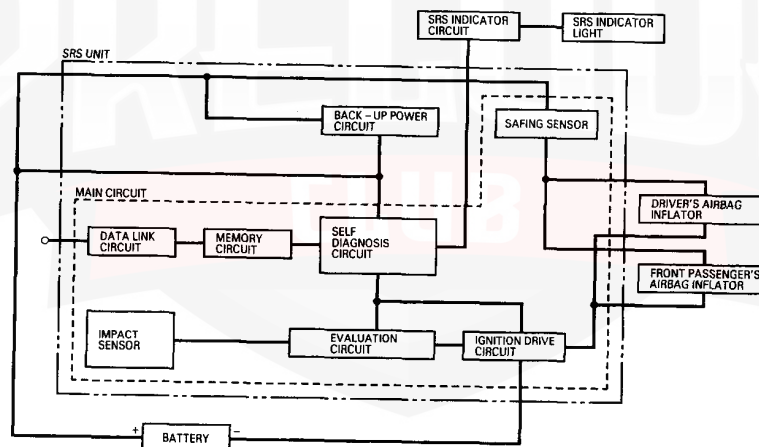 SRS INDICATOR
CIRCUIT
SRS INDICATOR
LIGHT
SRS UNIT
BACK – UP POWER
CIRCUIT
SAFING SENSOR
MAIN CIRCUIT
DRIVER'S AIRBAG
INFLATOR
DATA LINK
CIRCUIT
MEMORY
CIRCUIT
SELF
DIAGNOSIS
CIRCUIT
FRONT PASSENGER'S
AIRBAG INFLATOR
IMPACT
SENSOR
EVALUATION
CIRCUIT
IGNITION DRIVE
CIRCUIT
+
BATTERY
–
CLUB